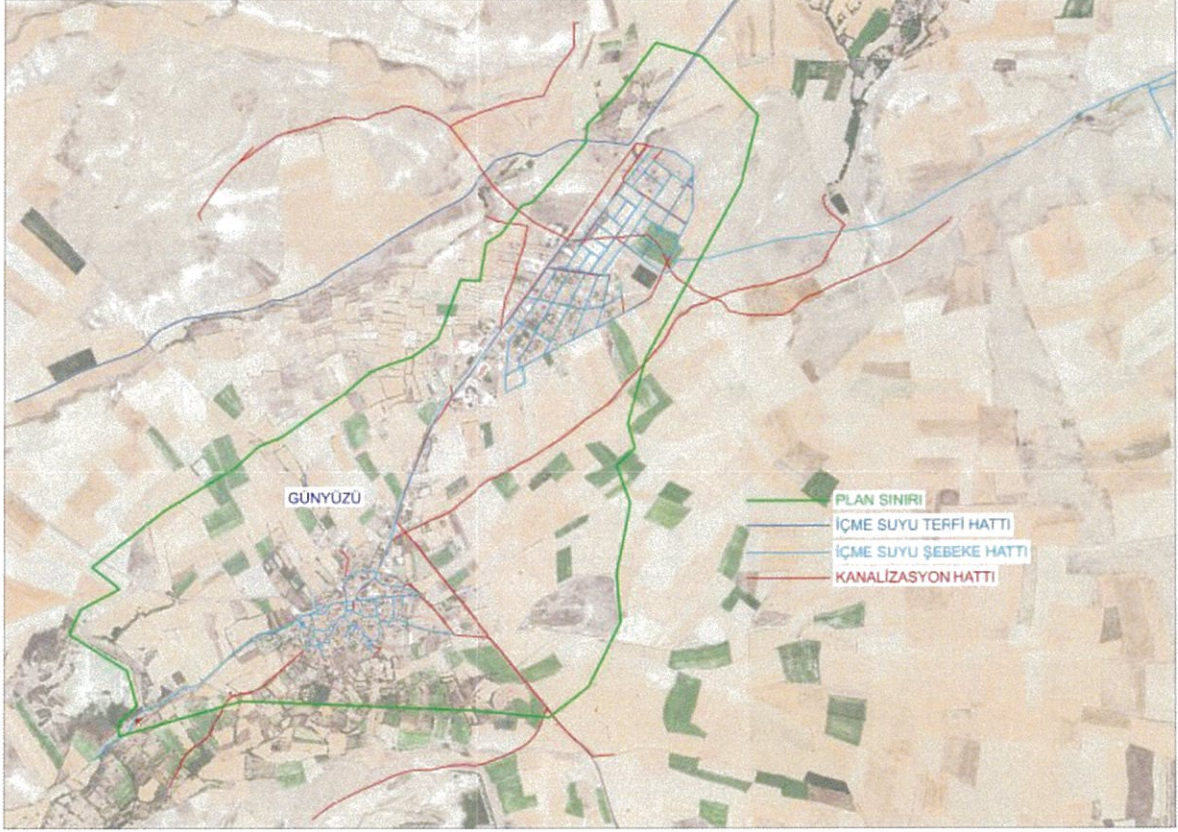 GÜNYÜZÜ
PLAN SINIRI
İÇME SUYU TERFİ HATTI
İÇME SUYU ŞEBEKE HATTI
KANALİZASYON HATTI